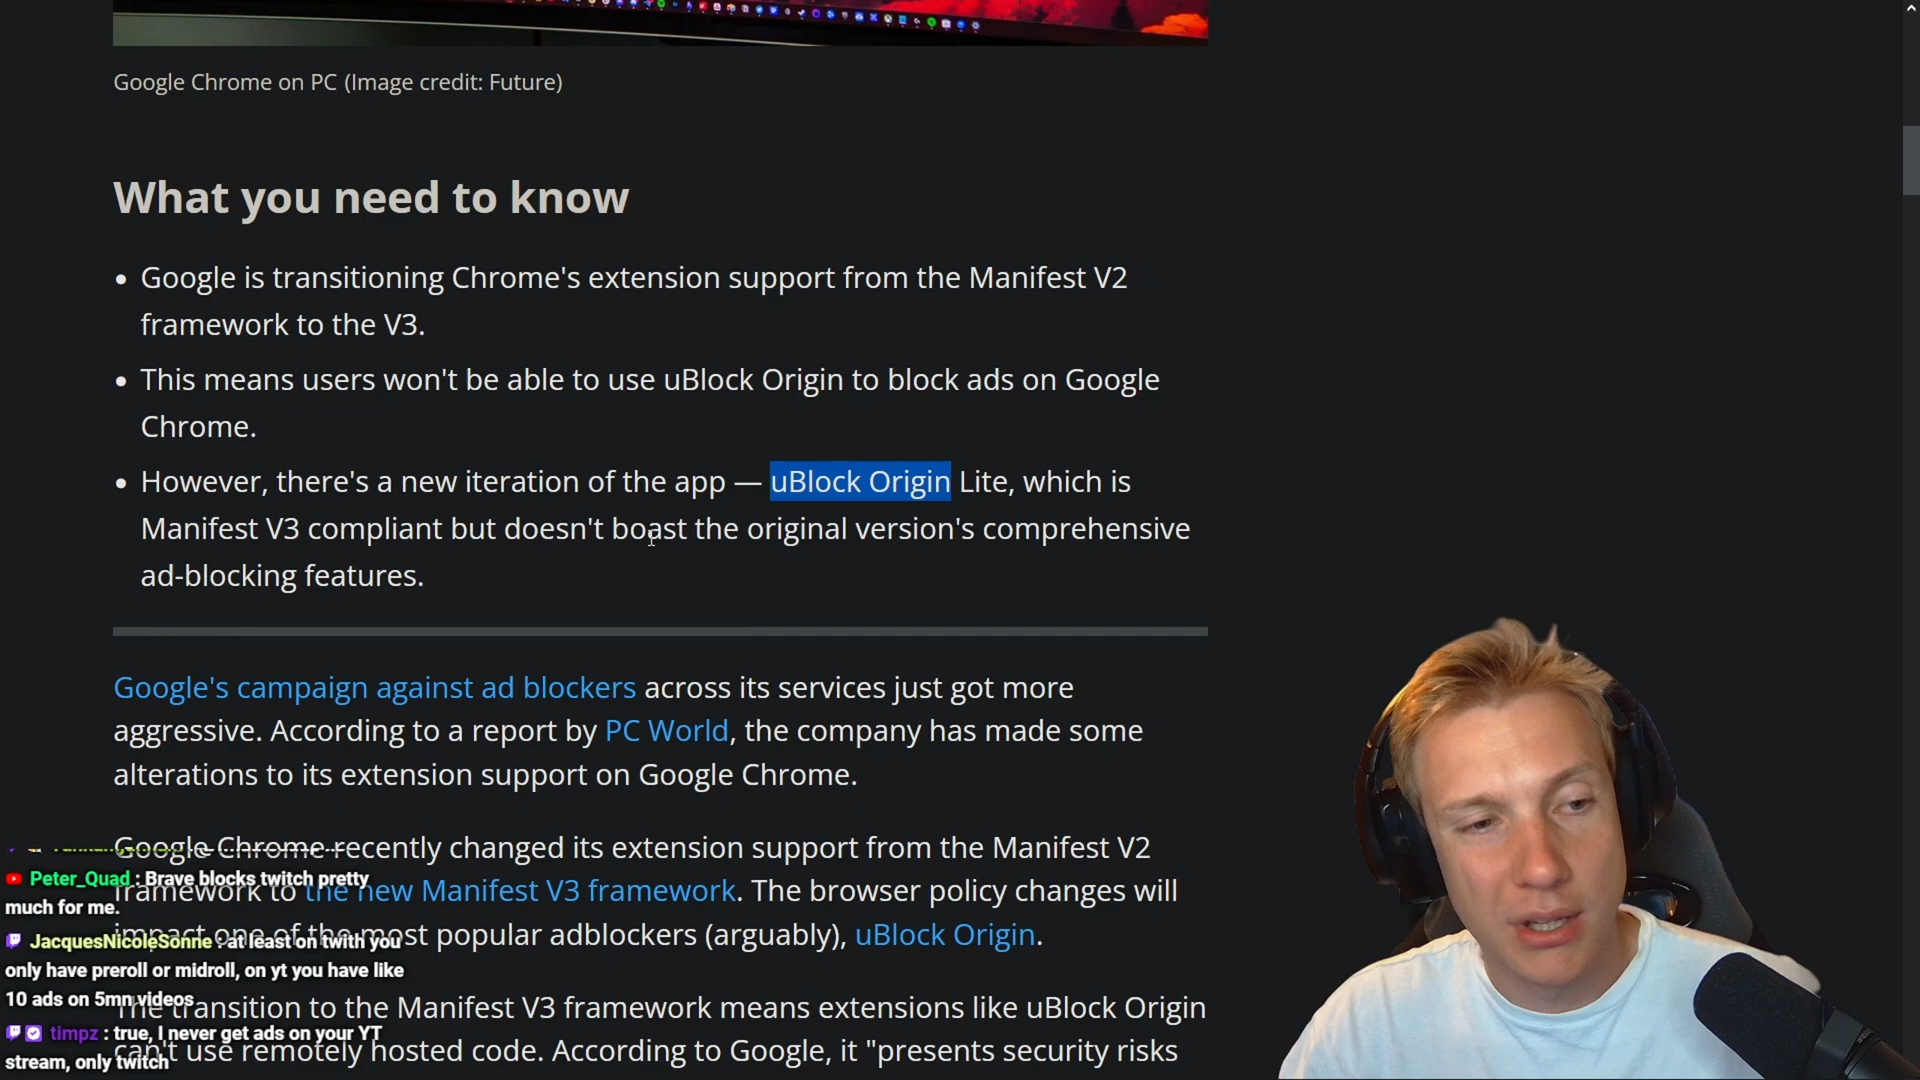 Google Chrome on PC (Image credit: Future)
What you need to know
• Google is transitioning Chrome's extension support from the Manifest V2
framework to the V3.
• This means users won't be able to use uBlock Origin to block ads on Google
Chrome.
• However, there's a new iteration of the app — uBlock Origin Lite, which is
Manifest V3 compliant but doesn't boast the original version's comprehensive
ad-blocking features.
Google's campaign against ad blockers across its services just got more
aggressive. According to a report by PC World, the company has made some
alterations to its extension support on Google Chrome.
Google Chrome recently changed its extension support from the Manifest V2
framework to the new Manifest V3 framework. The browser policy changes will
impact one of the most popular adblockers (arguably), uBlock Origin.
The transition to the Manifest V3 framework means extensions like uBlock Origin
can't use remotely hosted code. According to Google, it "presents security risks
Peter_Quad : Brave blocks twitch pretty
much for me.
JacquesNicoleSonne : at least on twith you
only have preroll or midroll, on yt you have like
10 ads on 5mn videos
timpz : true, I never get ads on your YT
stream, only twitch